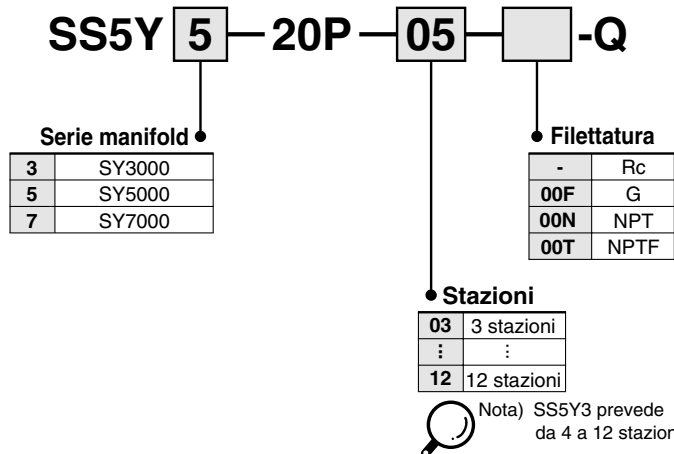 SS5Y 5 - 20P - 05 - -Q
Serie manifold
3 SY3000
5 SY5000
7 SY7000
Filettatura
- Rc
00F G
00N NPT
00T NPTF
Stazioni
03 3 stazioni
⋮ ⋮
12 12 stazioni
Nota) SS5Y3 prevede
da 4 a 12 stazion